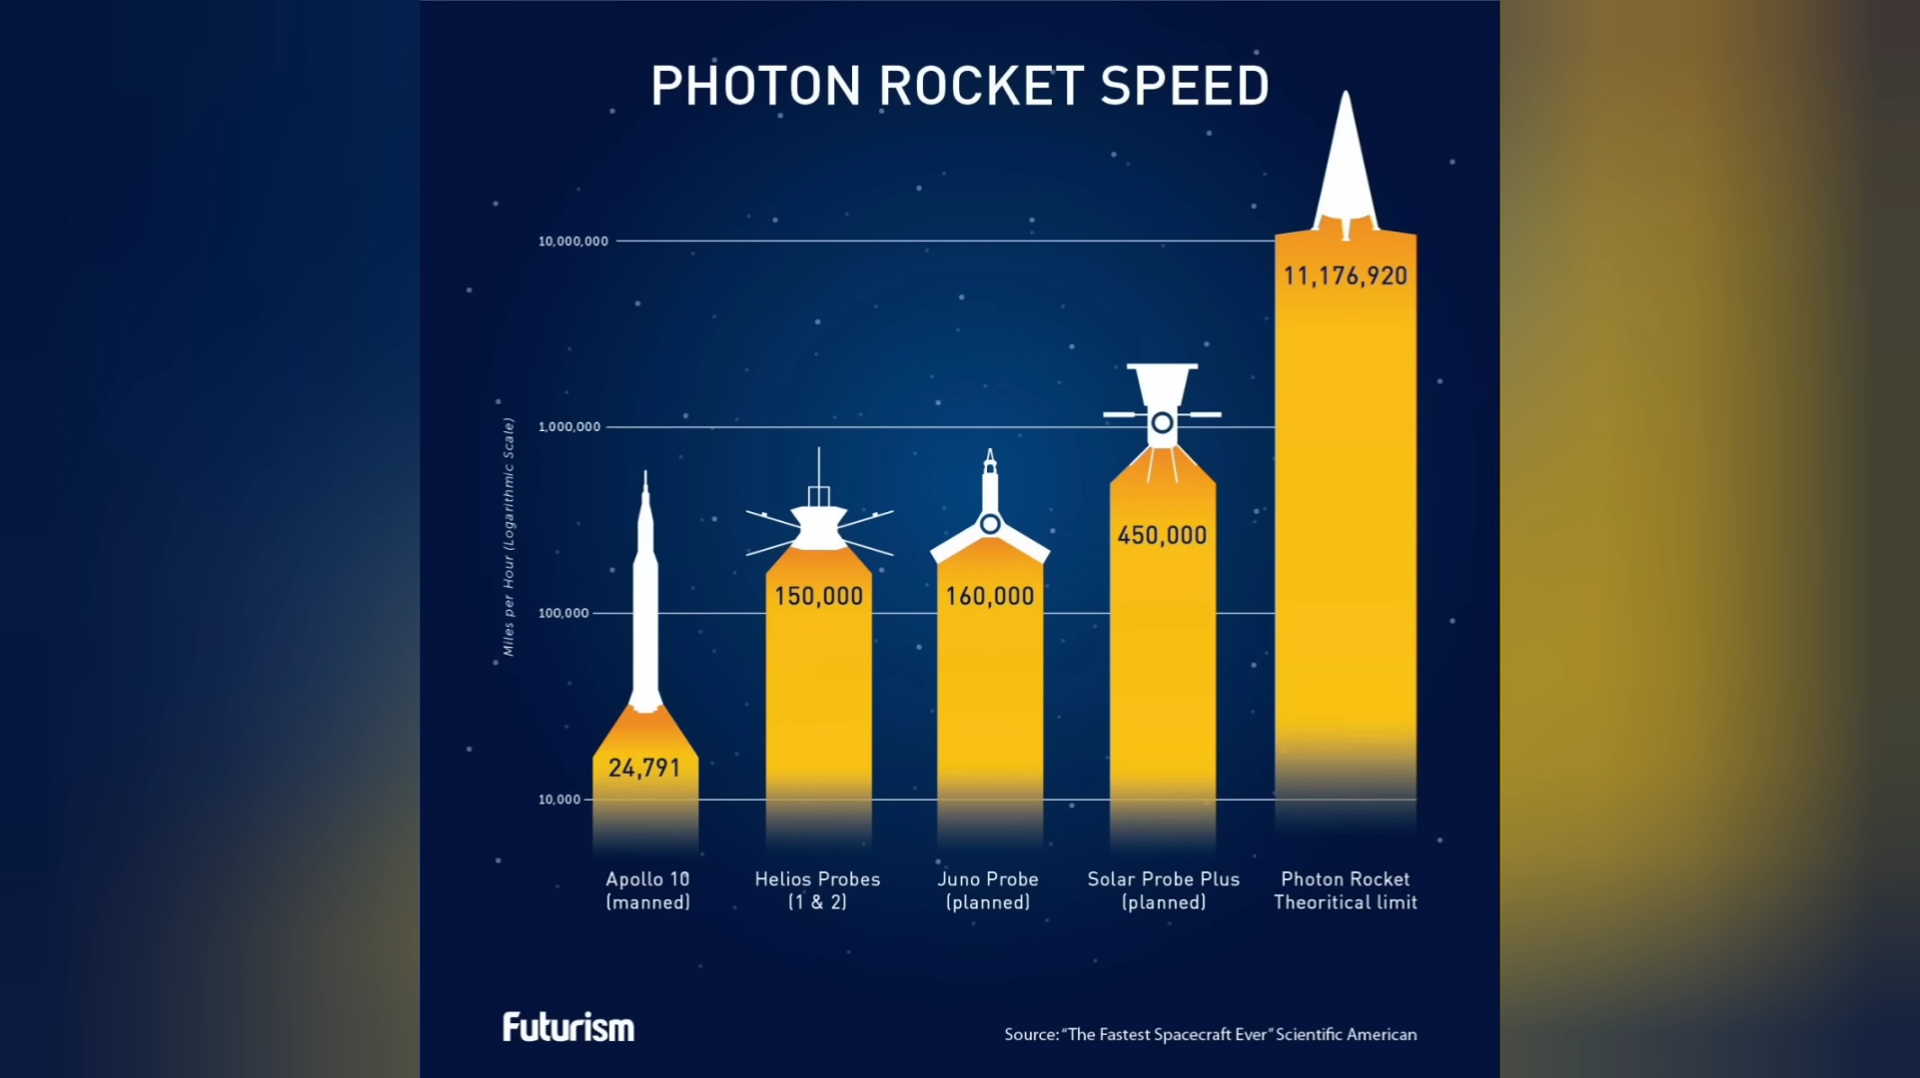 PHOTON ROCKET SPEED
Miles per Hour (Logarithmic Scale)
10,000,000
1,000,000
100,000
10,000
24,791
150,000
160,000
450,000
11,176,920
Apollo 10
(manned)
Helios Probes
(1 & 2)
Juno Probe
(planned)
Solar Probe Plus
(planned)
Photon Rocket
Theoritical limit
Futurism
Source: “The Fastest Spacecraft Ever” Scientific American